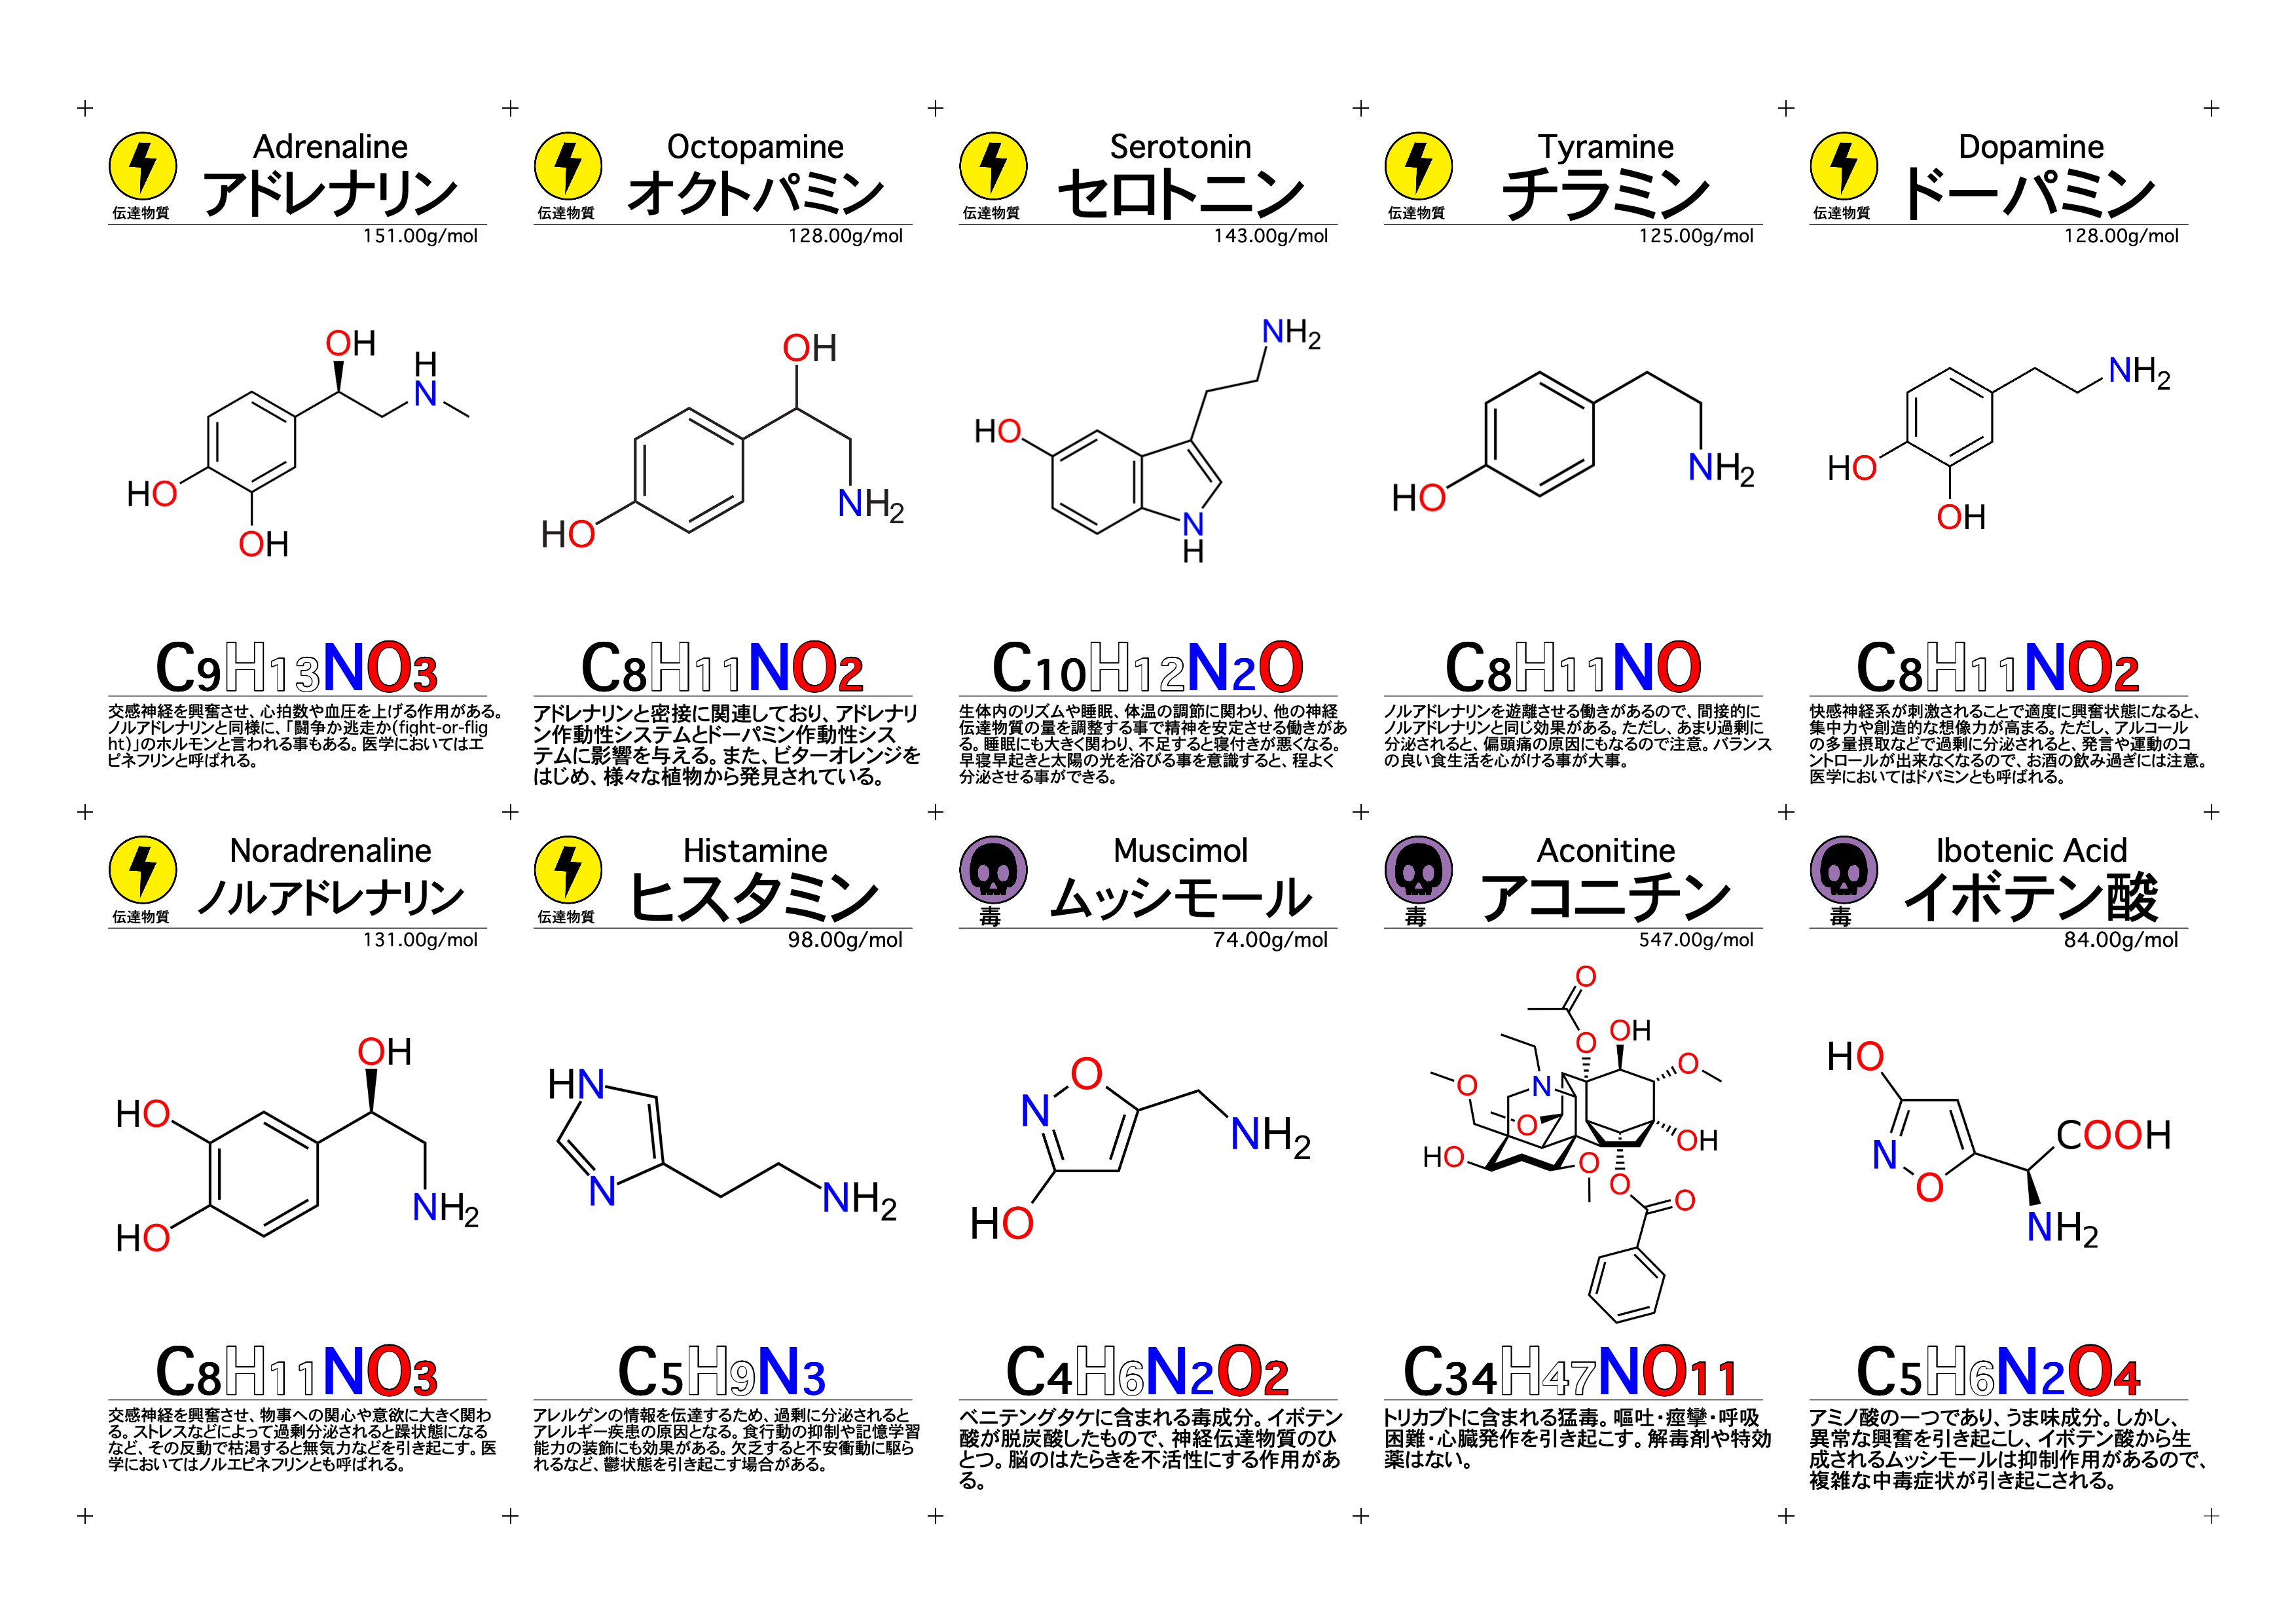 Adrenaline
アドレナリン
伝達物質
151.00g/mol
OH
H
N
HO
OH
C9H13NO3
交感神経を興奮させ、心拍数や血圧を上げる作用がある。
ノルアドレナリンと同様に、「闘争か逃走か(fight-or-flig
ht)」のホルモンと言われる事もある。医学においてはエ
ピネフリンと呼ばれる。
Octopamine
オクトパミン
伝達物質
128.00g/mol
OH
NH2
HO
C8H11NO2
アドレナリンと密接に関連しており、アドレナリ
ン作動性システムとドーパミン作動性シス
テムに影響を与える。また、ビターオレンジを
はじめ、様々な植物から発見されている。
Serotonin
セロトニン
伝達物質
143.00g/mol
NH2
HO
N
H
C10H12N2O
生体内のリズムや睡眠、体温の調節に関わり、他の神経
伝達物質の量を調整する事で精神を安定させる働きがあ
る。睡眠にも大きく関わり、不足すると寝付きが悪くなる。
早寝早起きと太陽の光を浴びる事を意識すると、程よく
分泌させる事ができる。
Tyramine
チラミン
伝達物質
125.00g/mol
NH2
HO
C8H11NO
ノルアドレナリンを遊離させる働きがあるので、間接的に
ノルアドレナリンと同じ効果がある。ただし、あまり過剰に
分泌されると、偏頭痛の原因にもなるので注意。バランス
の良い食生活を心がける事が大事。
Dopamine
ドーパミン
伝達物質
128.00g/mol
NH2
HO
OH
C8H11NO2
快感神経系が刺激されることで適度に興奮状態になると、
集中力や創造的な想像力が高まる。ただし、アルコール
の多量摂取などで過剰に分泌されると、発言や運動のコ
ントロールが出来なくなるので、お酒の飲み過ぎには注意。
医学においてはドパミンとも呼ばれる。
Noradrenaline
ノルアドレナリン
伝達物質
131.00g/mol
OH
HO
HO
NH2
C8H11NO3
交感神経を興奮させ、物事への関心や意欲に大きく関わ
る。ストレスなどによって過剰分泌されると躁状態になる
など、その反動で枯渇すると無気力などを引き起こす。医
学においてはノルエピネフリンとも呼ばれる。
Histamine
ヒスタミン
伝達物質
98.00g/mol
HN
N
NH2
C5H9N3
アレルゲンの情報を伝達するため、過剰に分泌されると
アレルギー疾患の原因となる。食行動の抑制や記憶学習
能力の装飾にも効果がある。欠乏すると不安衝動に駆ら
れるなど、鬱状態を引き起こす場合がある。
Muscimol
ムッシモール
毒
74.00g/mol
O
N
NH2
HO
C4H6N2O2
ベニテングタケに含まれる毒成分。イボテン
酸が脱炭酸したもので、神経伝達物質のひ
とつ。脳のはたらきを不活性にする作用があ
る。
Aconitine
アコニチン
毒
547.00g/mol
O
OH
O
O
O
N
O
OH
HO
O
O
O
C34H47NO11
トリカブトに含まれる猛毒。嘔吐・痙攣・呼吸
困難・心臓発作を引き起こす。解毒剤や特効
薬はない。
Ibotenic Acid
イボテン酸
毒
84.00g/mol
HO
COOH
N
O
NH2
C5H6N2O4
アミノ酸の一つであり、うま味成分。しかし、
異常な興奮を引き起こし、イボテン酸から生
成されるムッシモールは抑制作用があるので、
複雑な中毒症状が引き起こされる。